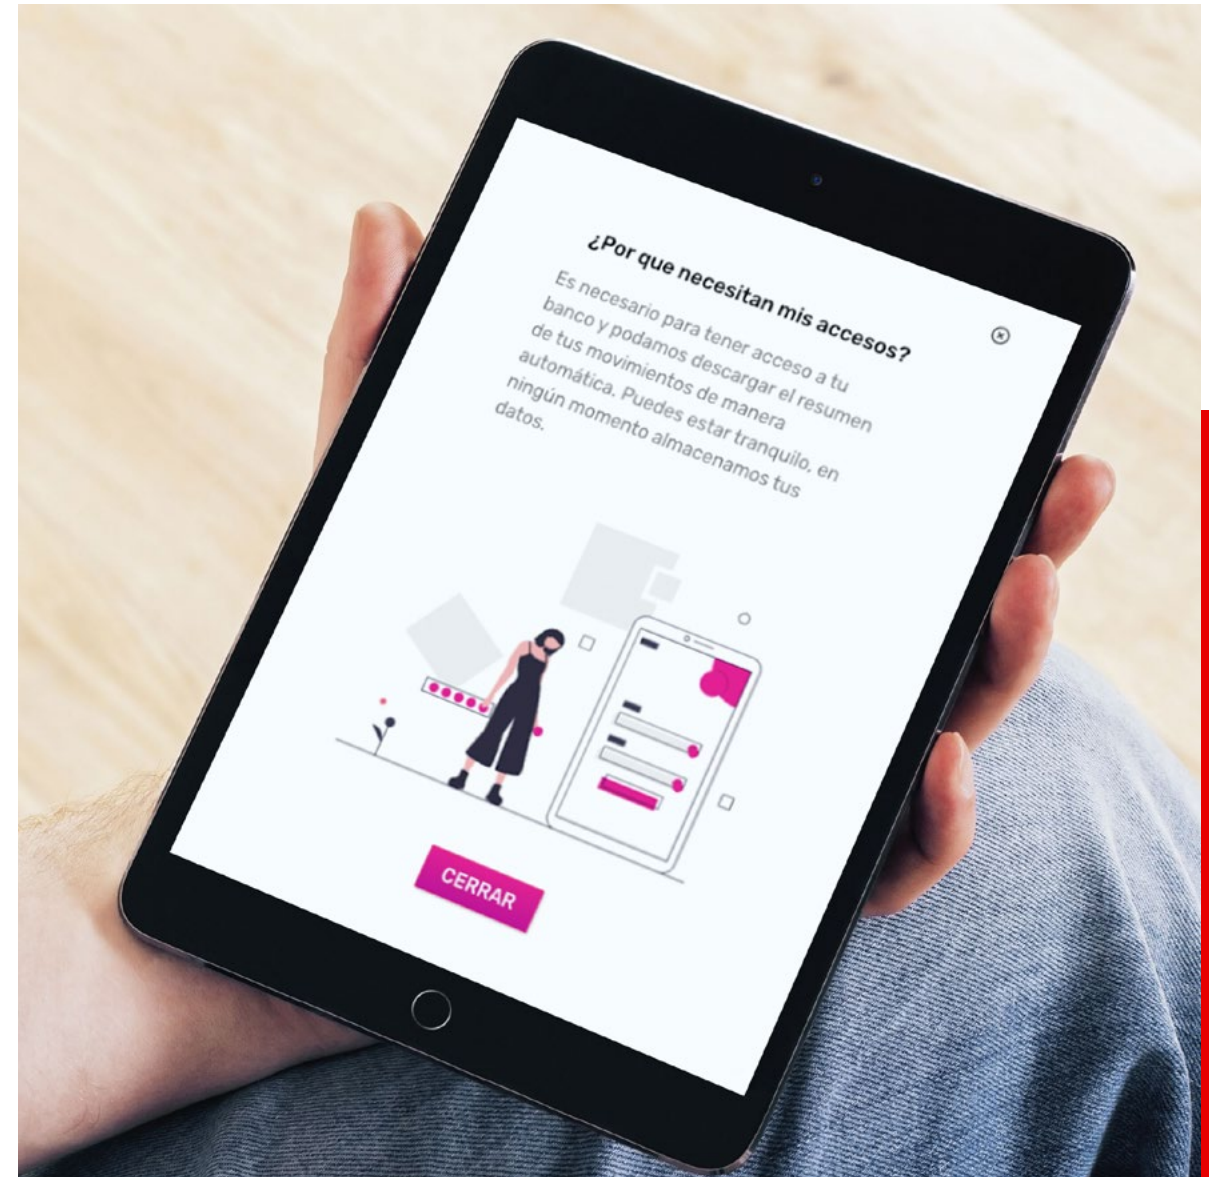 ¿Por que necesitan mis accesos?
Es necesario para tener acceso a tu
banco y podamos descargar el resumen
de tus movimientos de manera
automática. Puedes estar tranquilo, en
ningún momento almacenamos tus
datos.
CERRAR